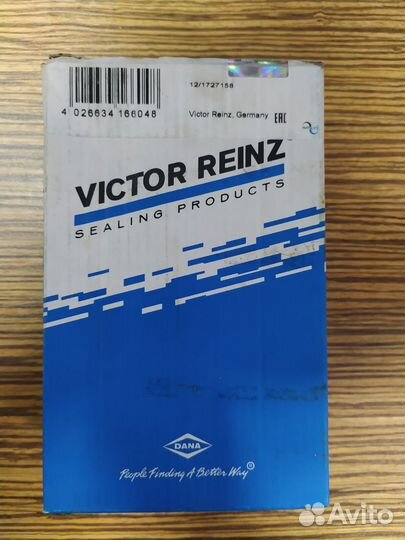 12/1727158
4 026634 166048
Victor Reinz, Germany EAC
VICTOR REINZ
SEALING PRODUCTS
DANA
People Finding A Better Way ®
Avito